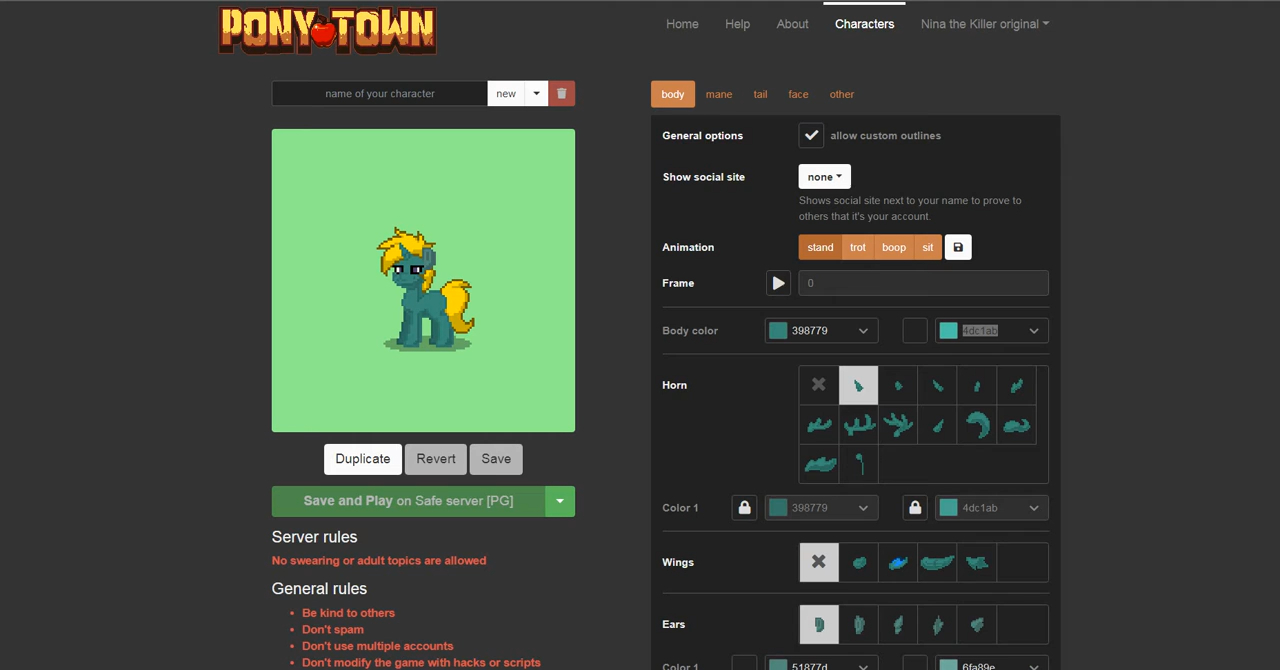 PONY TOWN
Home Help About Characters Nina the Killer original
name of your character new
body mane tail face other
General options allow custom outlines
Show social site none
Shows social site next to your name to prove to
others that it's your account.
Animation stand trot boop sit
Frame 0
Body color 398779 4dc1ab
Horn
Duplicate Revert Save
Save and Play on Safe server [PG]
Color 1 398779 4dc1ab
Server rules
No swearing or adult topics are allowed
Wings
General rules
Be kind to others
Don't spam
Don't use multiple accounts
Don't modify the game with hacks or scripts
Ears
Color 1 51877d 6fa89e